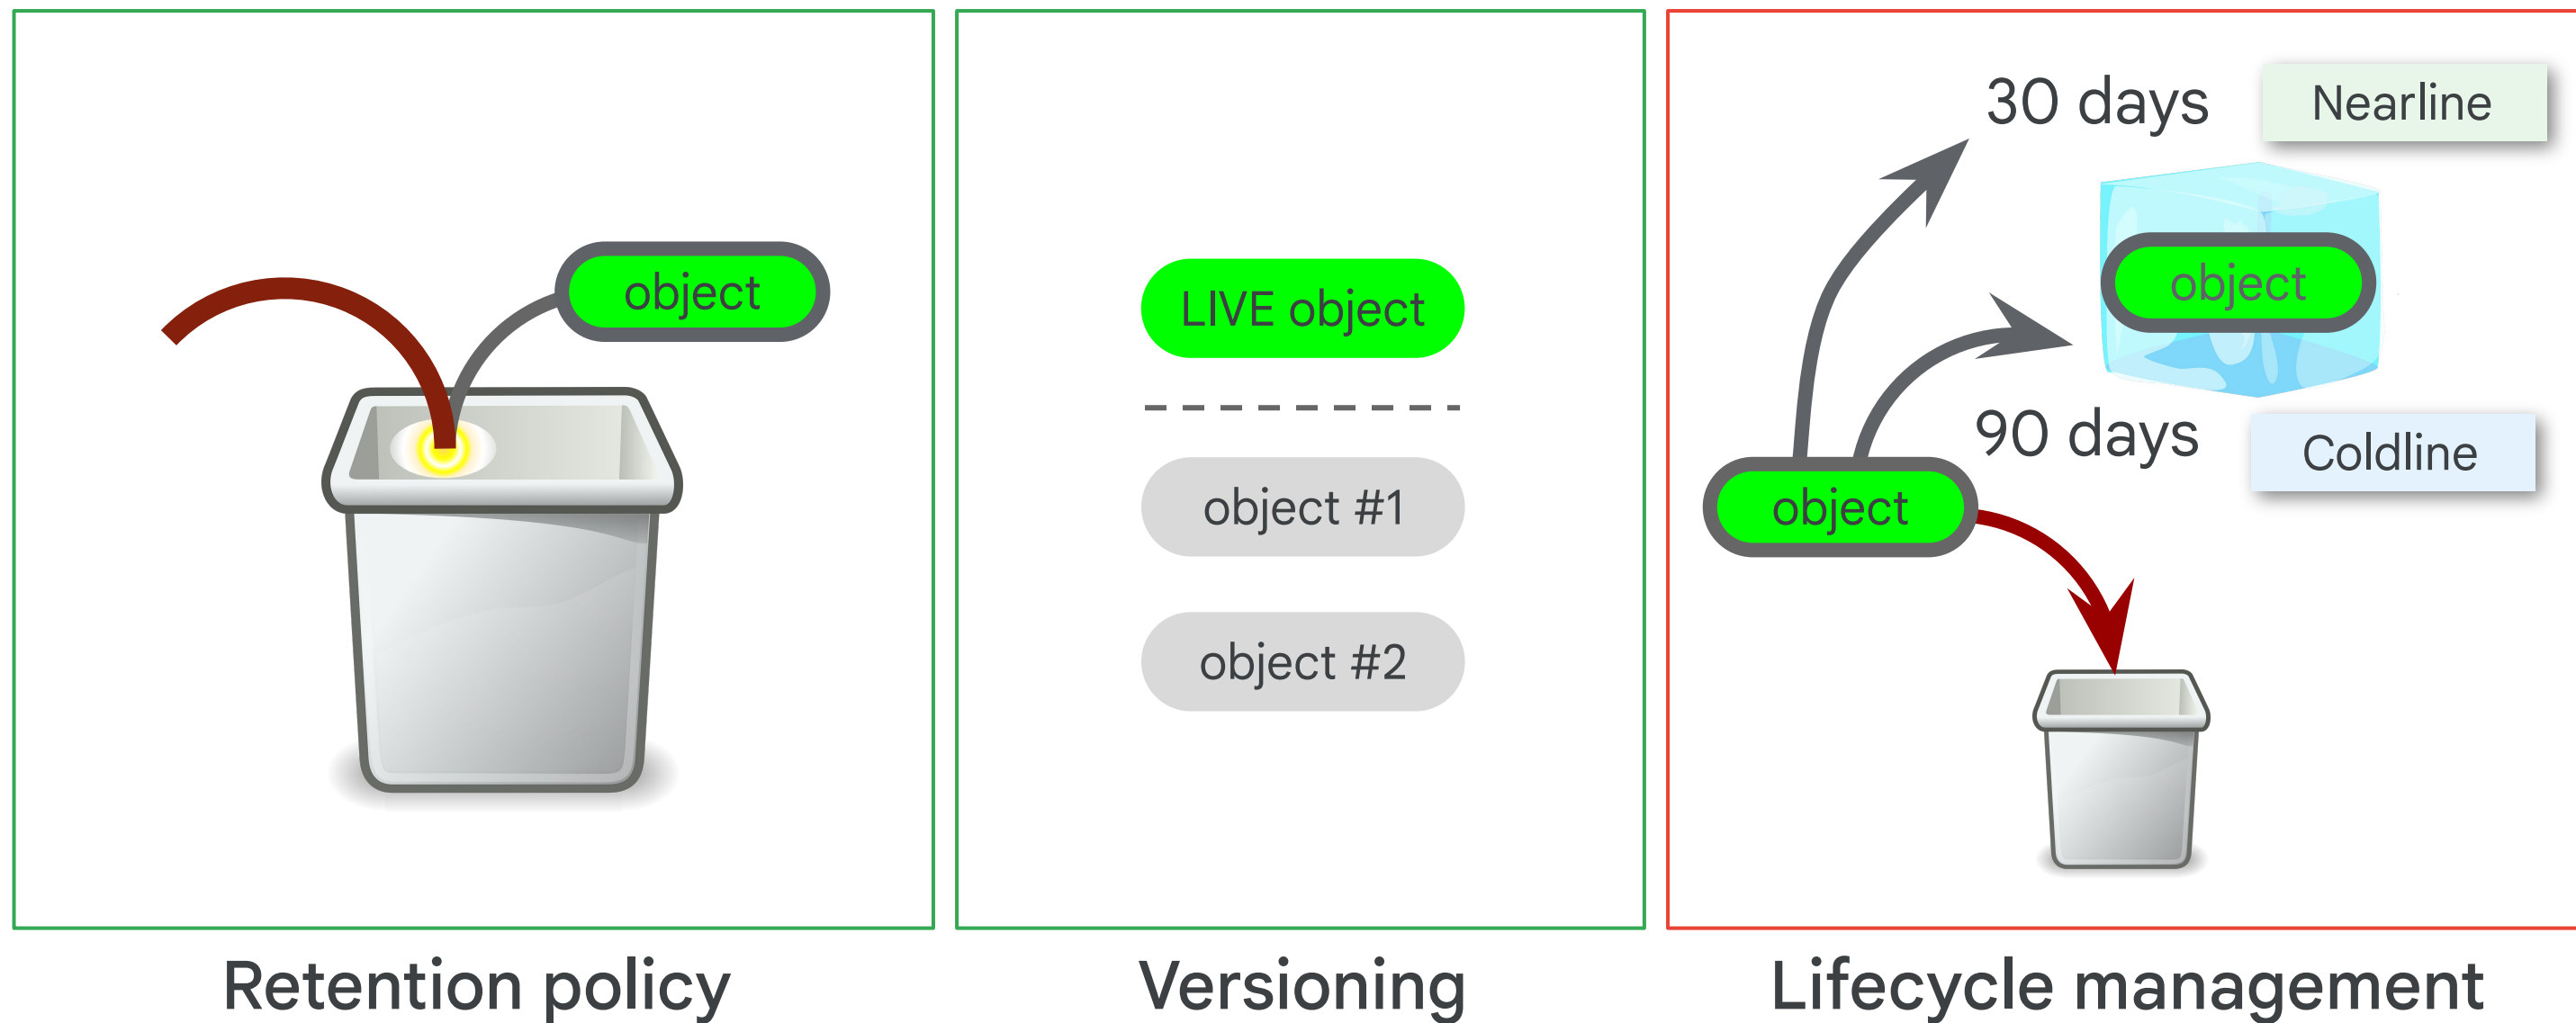 object
Retention policy
LIVE object
object #1
object #2
Versioning
30 days
Nearline
object
90 days
Coldline
object
Lifecycle management